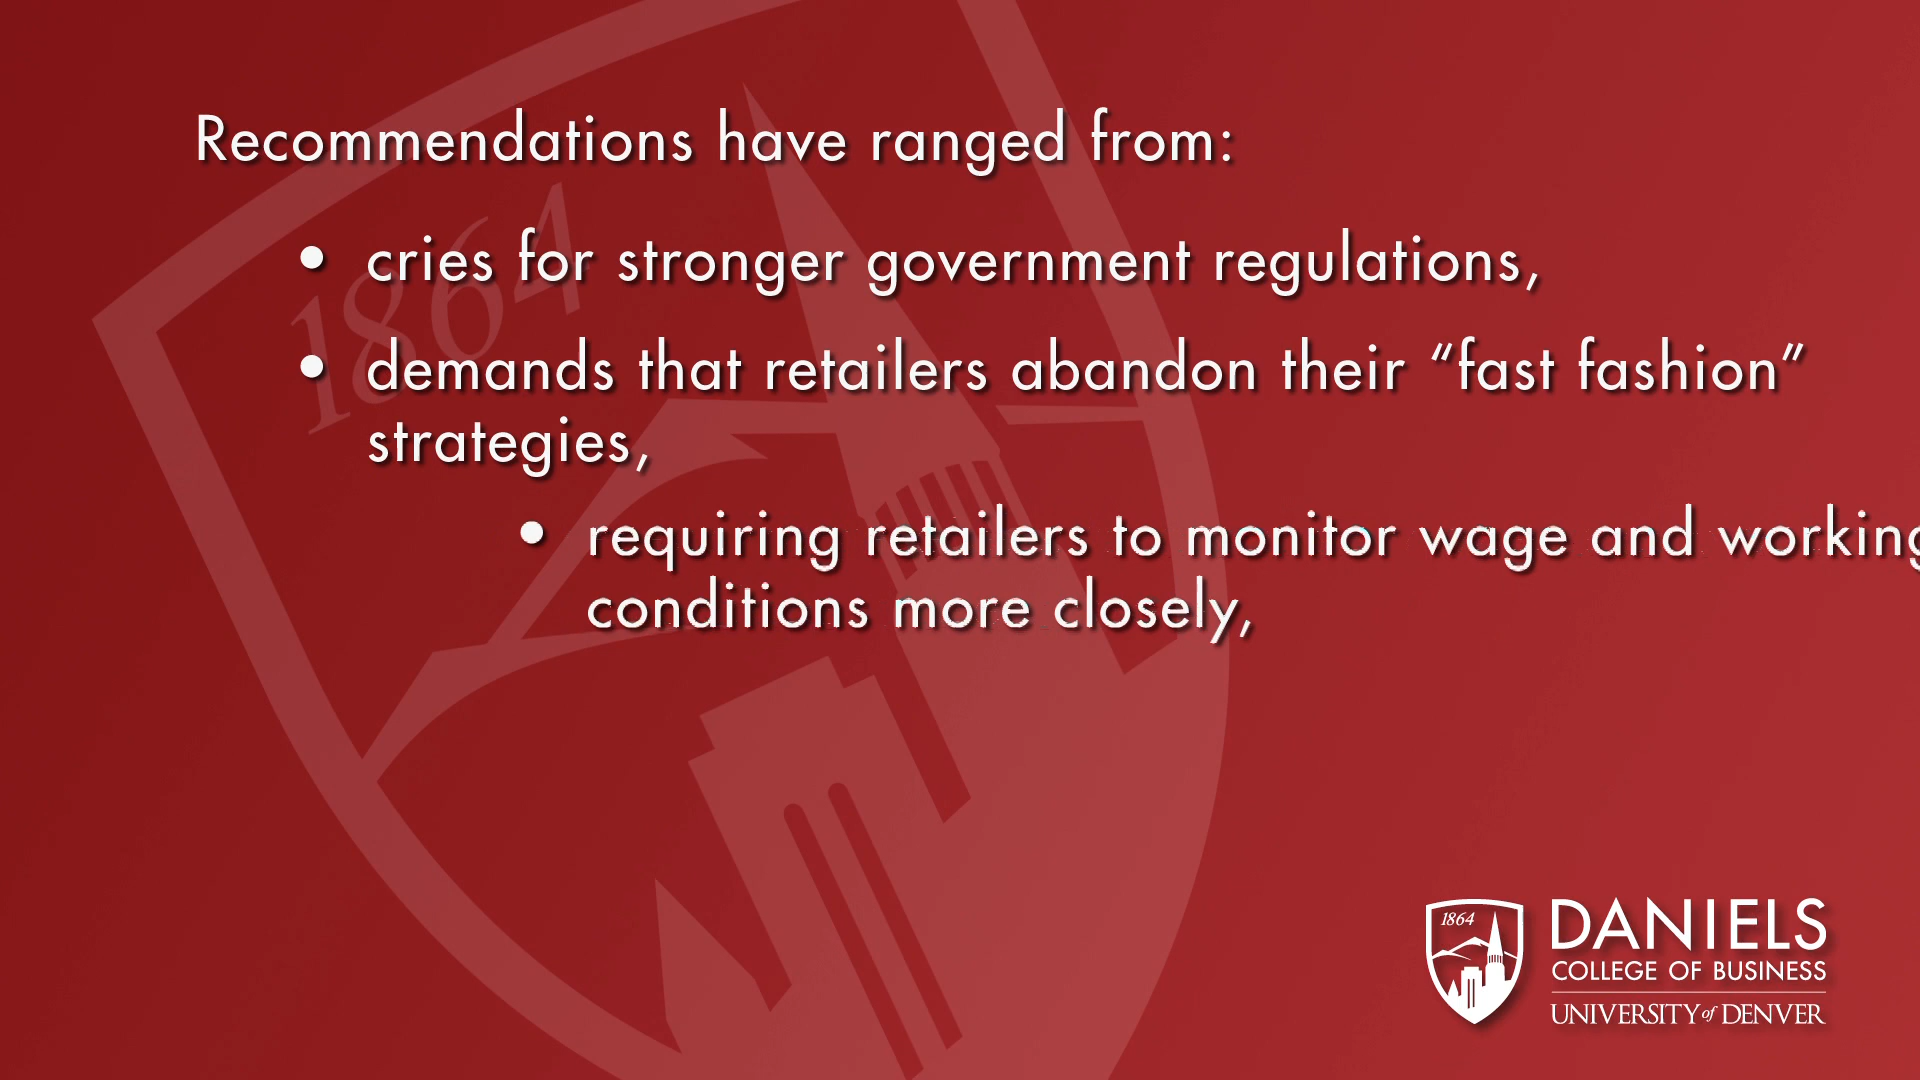 Recommendations have ranged from:
• cries for stronger government regulations,
• demands that retailers abandon their “fast fashion”
strategies,
• requiring retailers to monitor wage and working
conditions more closely,
1864
1864
DANIELS
COLLEGE OF BUSINESS
UNIVERSITY of DENVER